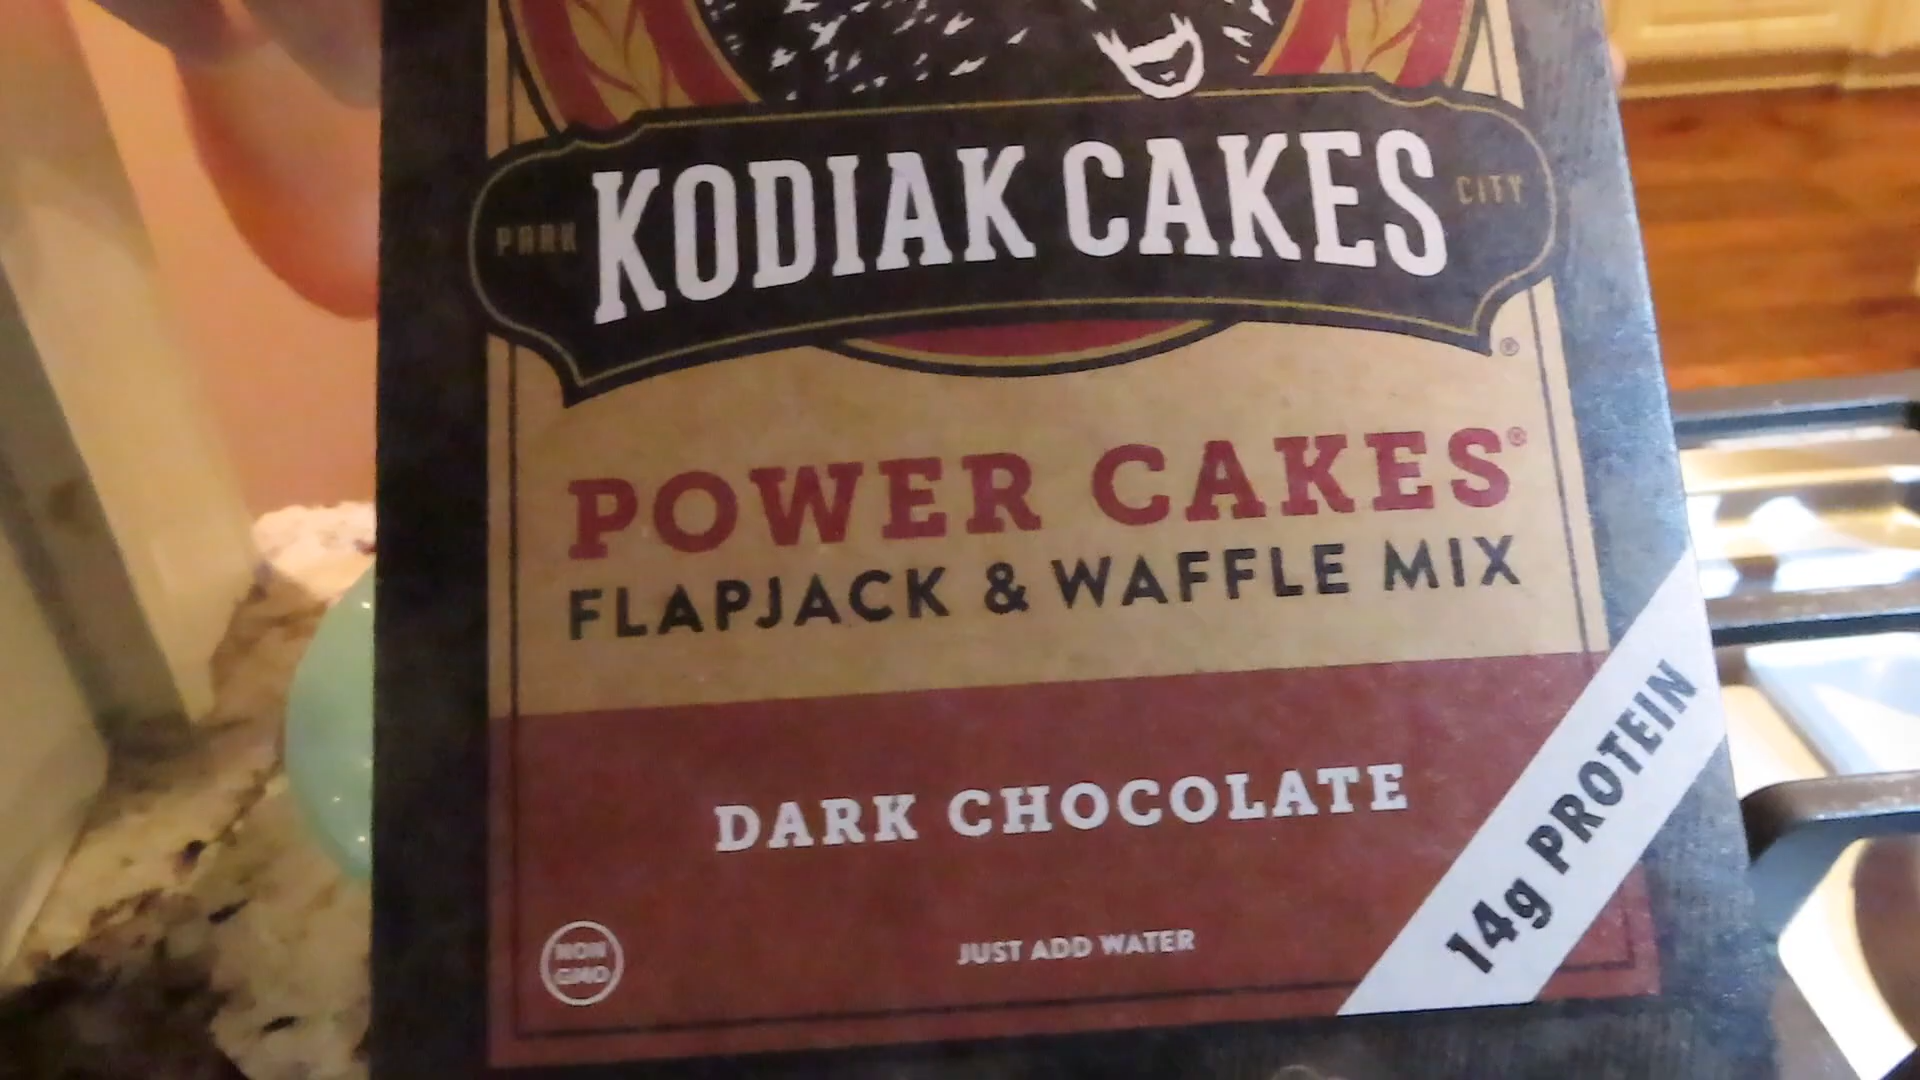 PARK KODIAK CAKES CITY
®
POWER CAKES®
FLAPJACK & WAFFLE MIX
DARK CHOCOLATE
14g PROTEIN
JUST ADD WATER
NON
GMO